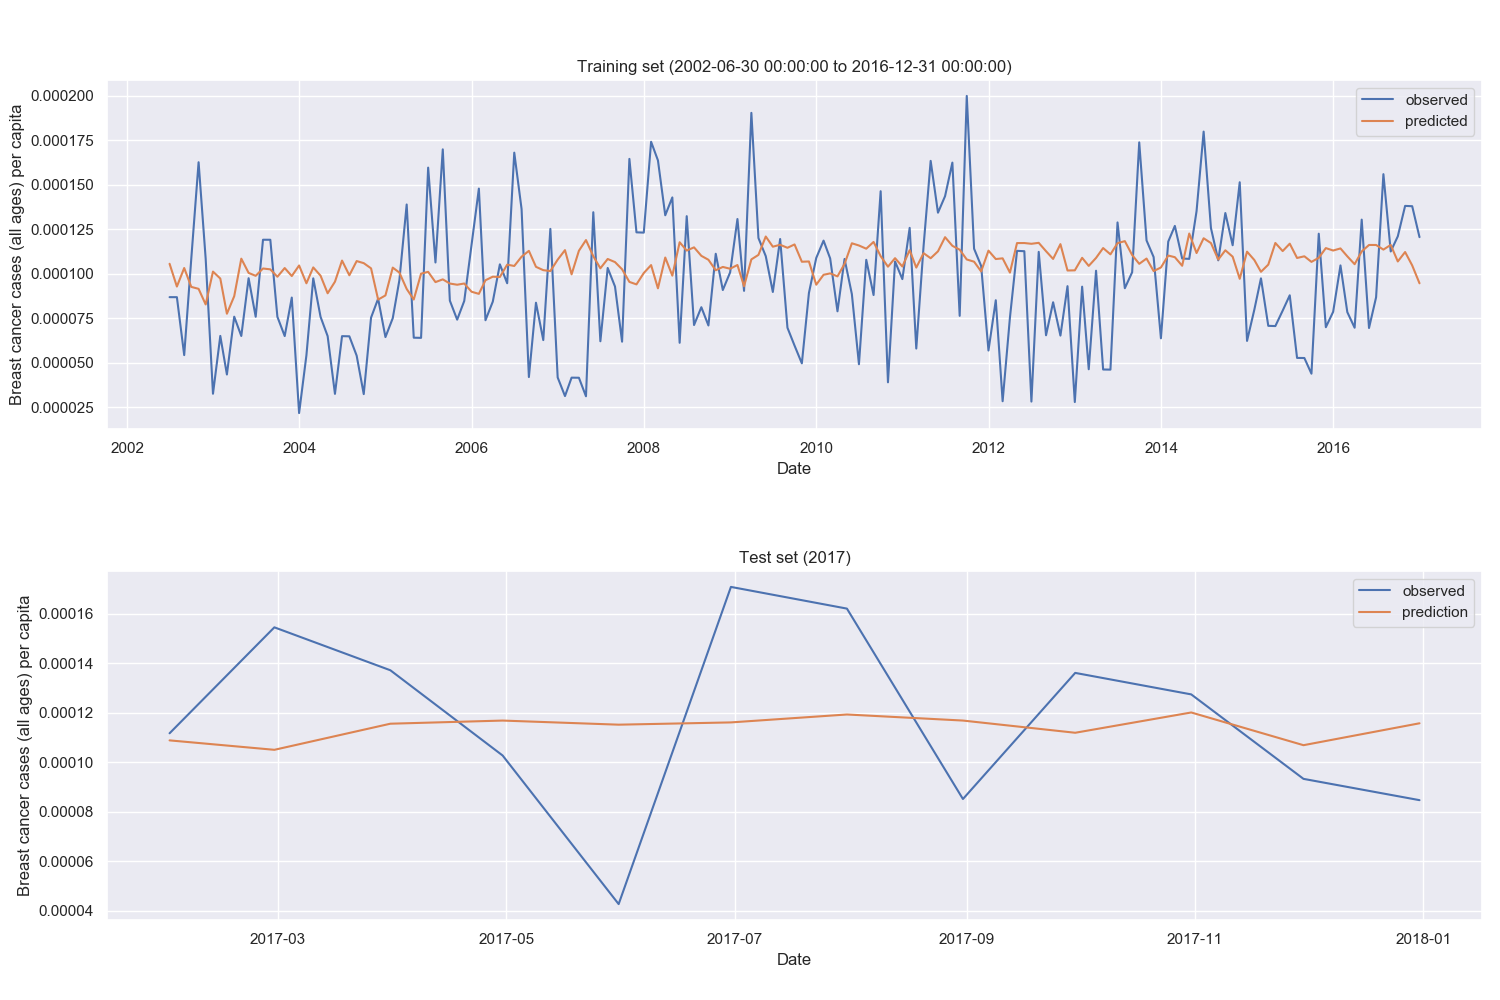 Training set (2002-06-30 00:00:00 to 2016-12-31 00:00:00)
Breast cancer cases (all ages) per capita
0.000200
0.000175
0.000150
0.000125
0.000100
0.000075
0.000050
0.000025
observed
predicted
2002 2004 2006 2008 2010 2012 2014 2016
Date
Test set (2017)
Breast cancer cases (all ages) per capita
0.00016
0.00014
0.00012
0.00010
0.00008
0.00006
0.00004
observed
prediction
2017-03 2017-05 2017-07 2017-09 2017-11 2018-01
Date